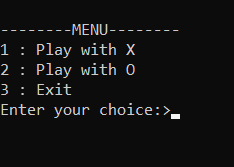 --------MENU--------
1 : Play with X
2 : Play with O
3 : Exit
Enter your choice:>_